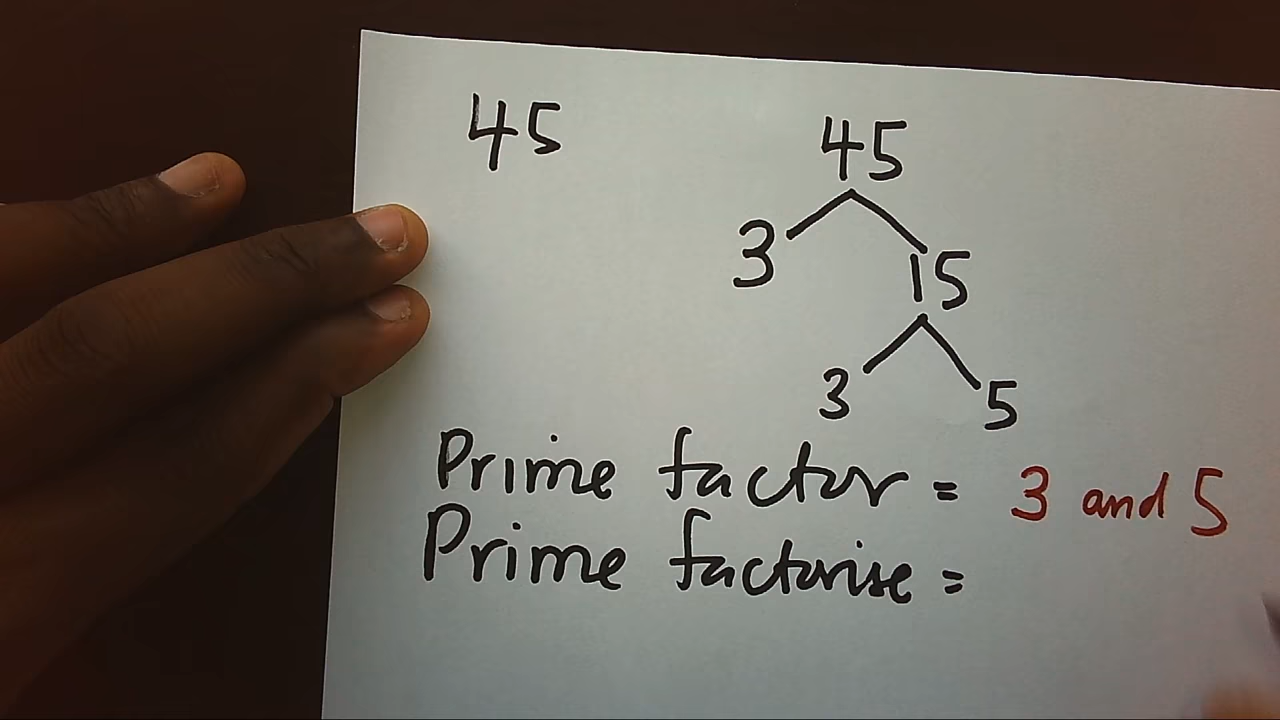 45
45
3 15
3 5
Prime factor = 3 and 5
Prime factorise =